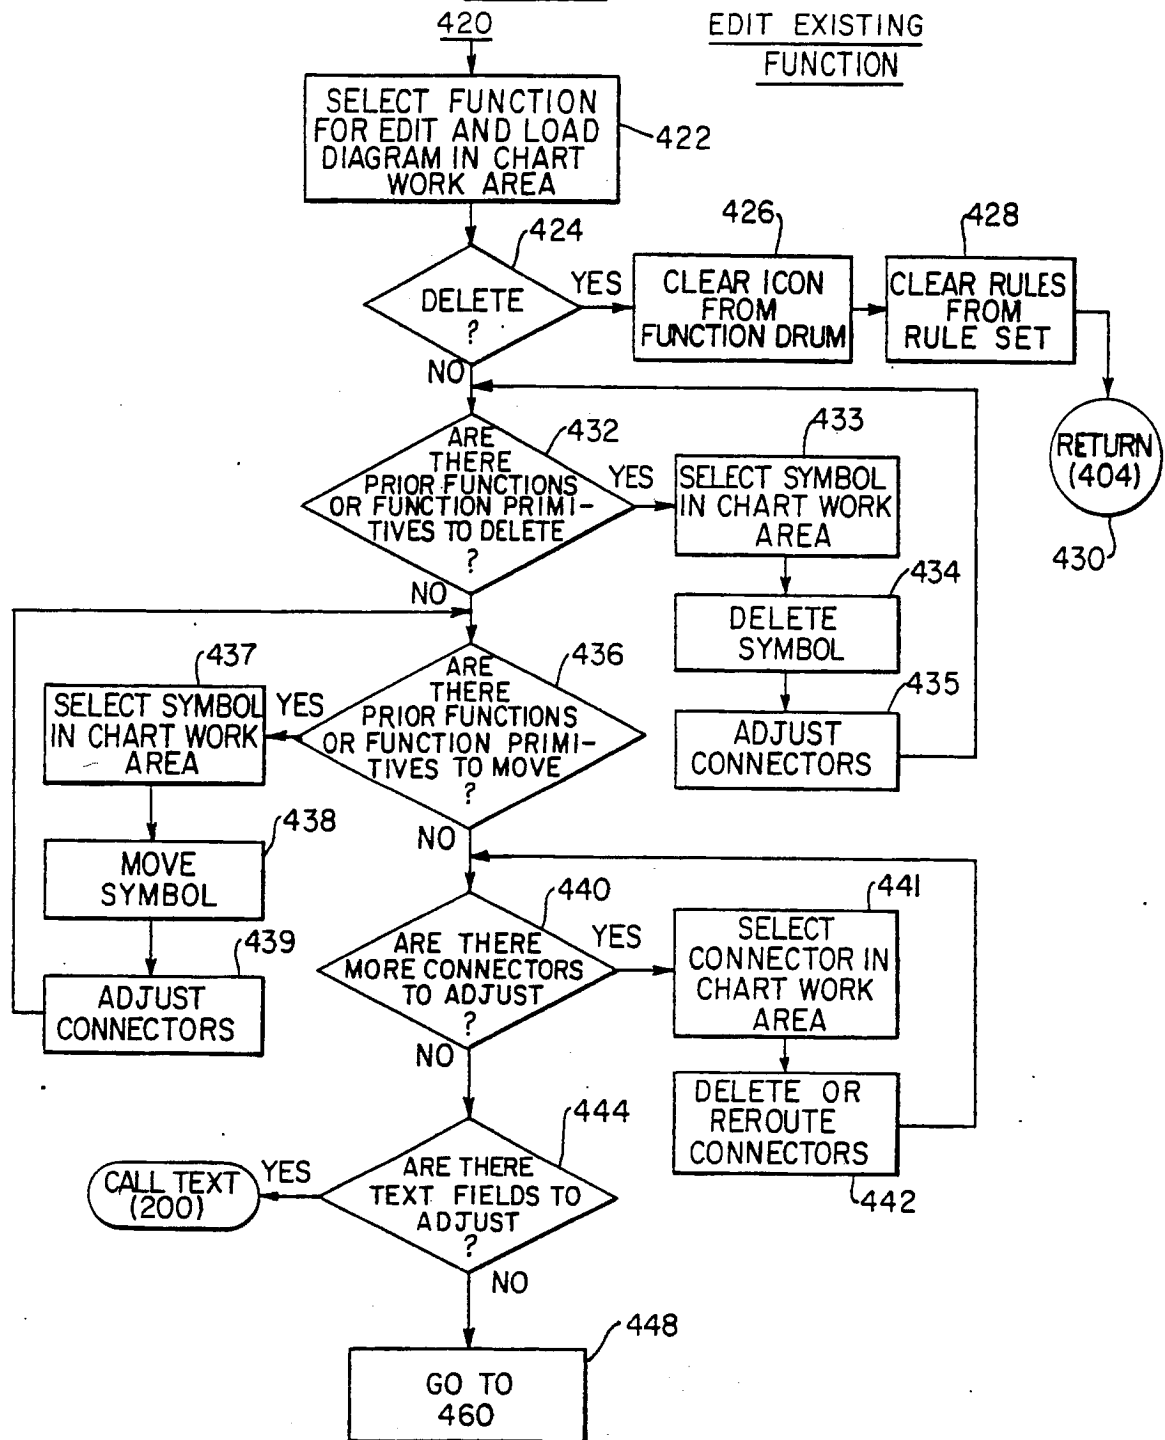 420
EDIT EXISTING
FUNCTION
SELECT FUNCTION
FOR EDIT AND LOAD
DIAGRAM IN CHART
WORK AREA
422
424
DELETE
?
YES
NO
426
CLEAR ICON
FROM
FUNCTION DRUM
428
CLEAR RULES
FROM
RULE SET
RETURN
(404)
430
432
ARE
THERE
PRIOR FUNCTIONS
OR FUNCTION PRIMI-
TIVES TO DELETE
?
YES
NO
433
SELECT SYMBOL
IN CHART WORK
AREA
434
DELETE
SYMBOL
435
ADJUST
CONNECTORS
436
ARE
THERE
PRIOR FUNCTIONS
OR FUNCTION PRIMI-
TIVES TO MOVE
?
YES
NO
437
SELECT SYMBOL
IN CHART WORK
AREA
438
MOVE
SYMBOL
439
ADJUST
CONNECTORS
440
ARE THERE
MORE CONNECTORS
TO ADJUST
?
YES
NO
441
SELECT
CONNECTOR IN
CHART WORK
AREA
DELETE OR
REROUTE
CONNECTORS
442
444
ARE THERE
TEXT FIELDS TO
ADJUST
?
YES
CALL TEXT
(200)
NO
448
GO TO
460